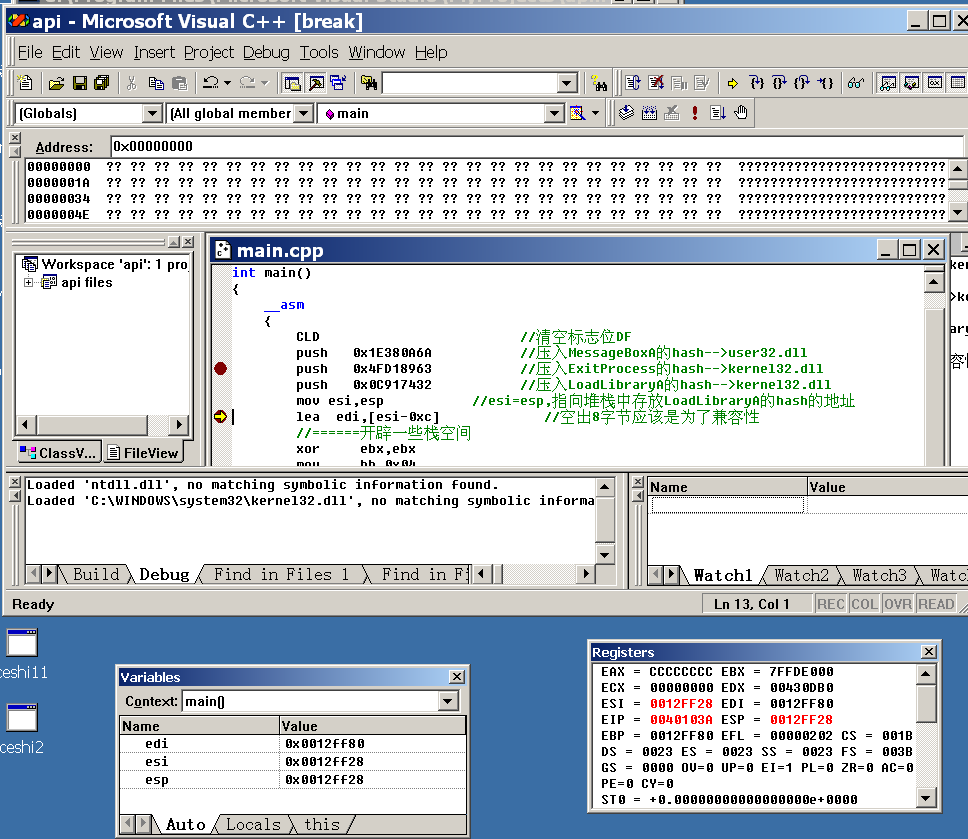 api - Microsoft Visual C++ [break]
File Edit View Insert Project Debug Tools Window Help
(Globals) (All global member main
Address: 0x00000000
00000000 ?? ?? ?? ?? ?? ?? ?? ?? ?? ?? ?? ?? ?? ?? ?? ?? ?? ?? ?? ?? ?? ?? ?? ?? ?? ?? ??????????????????????????
0000001A ?? ?? ?? ?? ?? ?? ?? ?? ?? ?? ?? ?? ?? ?? ?? ?? ?? ?? ?? ?? ?? ?? ?? ?? ?? ?? ??????????????????????????
00000034 ?? ?? ?? ?? ?? ?? ?? ?? ?? ?? ?? ?? ?? ?? ?? ?? ?? ?? ?? ?? ?? ?? ?? ?? ?? ?? ??????????????????????????
0000004E ?? ?? ?? ?? ?? ?? ?? ?? ?? ?? ?? ?? ?? ?? ?? ?? ?? ?? ?? ?? ?? ?? ?? ?? ?? ?? ??????????????????????????
Workspace 'api': 1 pro
api files
ClassV... FileView
main.cpp
int main()
{
__asm
{
CLD //清空标志位DF
push 0x1E380A6A //压入MessageBoxA的hash-->user32.dll
push 0x4FD18963 //压入ExitProcess的hash-->kernel32.dll
push 0x0C917432 //压入LoadLibraryA的hash-->kernel32.dll
mov esi,esp //esi=esp,指向堆栈中存放LoadLibraryA的hash的地址
lea edi,[esi-0xc] //空出8字节应该是为了兼容性
//======开辟一些栈空间
xor ebx,ebx
mov bh,0x04
Loaded 'ntdll.dll', no matching symbolic information found.
Loaded 'C:\WINDOWS\system32\kernel32.dll', no matching symbolic informa
Build Debug Find in Files 1 Find in Fi
Name Value
Watch1 Watch2 Watch3 Watc
Ready Ln 13, Col 1 REC COL OVR READ
ceshi11
ceshi2
Variables
Context: main()
Name Value
edi 0x0012ff80
esi 0x0012ff28
esp 0x0012ff28
Auto Locals this
Registers
EAX = CCCCCCCC EBX = 7FFDE000
ECX = 00000000 EDX = 00430DB0
ESI = 0012FF28 EDI = 0012FF80
EIP = 0040103A ESP = 0012FF28
EBP = 0012FF80 EFL = 00000202 CS = 001B
DS = 0023 ES = 0023 SS = 0023 FS = 003B
GS = 0000 OV=0 UP=0 EI=1 PL=0 ZR=0 AC=0
PE=0 CY=0
ST0 = +0.00000000000000000e+0000